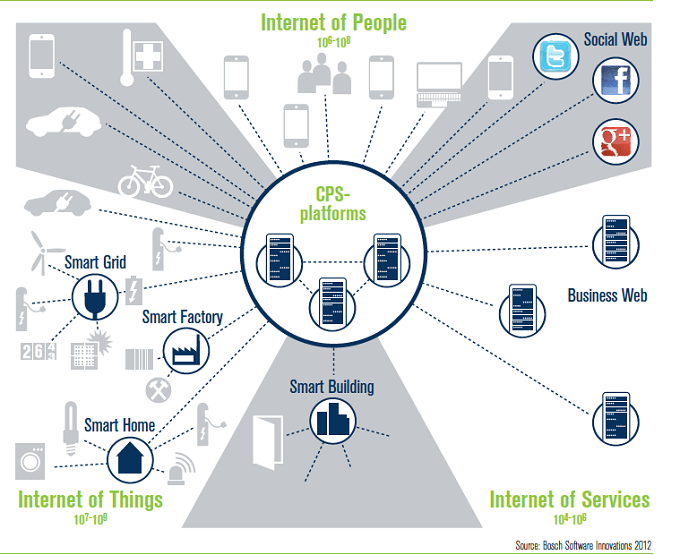 Internet of People
10⁶-10⁸
Social Web
CPS-
platforms
Smart Grid
Business Web
Smart Factory
Smart Building
Smart Home
Internet of Things
10⁷-10⁹
Internet of Services
10⁴-10⁶
Source: Bosch Software Innovations 2012